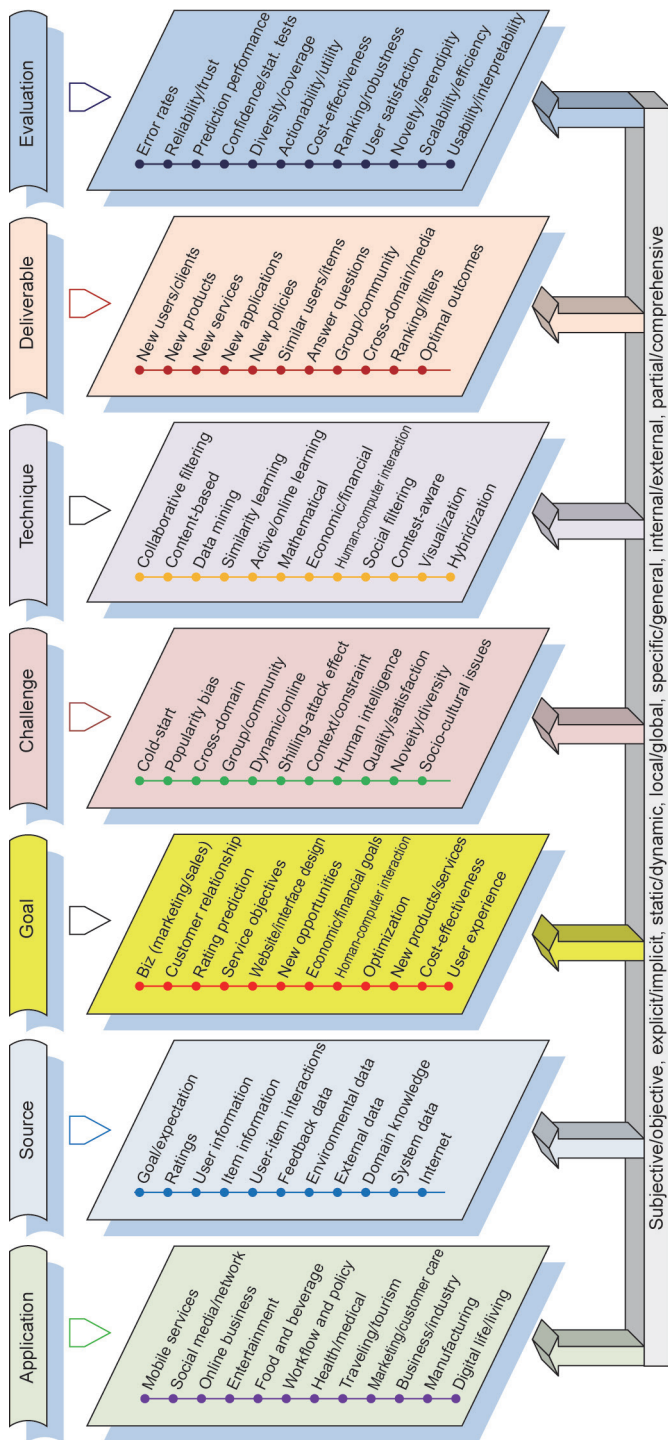 Application
Mobile services
Social media/network
Online business
Entertainment
Food and beverage
Workflow and policy
Health/medical
Traveling/tourism
Marketing/customer care
Business/industry
Manufacturing
Digital life/living
Source
Goal/expectation
Ratings
User information
Item information
User-item interactions
Feedback data
Environmental data
External data
Domain knowledge
System data
Internet
Goal
Biz (marketing/sales)
Customer relationship
Rating prediction
Service objectives
Website/interface design
New opportunities
Economic/financial goals
Human-computer interaction
Optimization
New products/services
Cost-effectiveness
User experience
Challenge
Cold-start
Popularity bias
Cross-domain
Group/community
Dynamic/online
Shilling-attack effect
Context/constraint
Human intelligence
Quality/satisfaction
Novelty/diversity
Socio-cultural issues
Technique
Collaborative filtering
Content-based
Data mining
Similarity learning
Active/online learning
Mathematical
Economic/financial
Human-computer interaction
Social filtering
Contest-aware
Visualization
Hybridization
Deliverable
New users/clients
New products
New services
New applications
New policies
Similar users/items
Answer questions
Group/community
Cross-domain/media
Ranking/filters
Optimal outcomes
Evaluation
Error rates
Reliability/trust
Prediction performance
Confidence/stat. tests
Diversity/coverage
Actionability/utility
Cost-effectiveness
Ranking/robustness
User satisfaction
Novelty/serendipity
Scalability/efficiency
Usability/interpretability
Subjective/objective, explicit/implicit, static/dynamic, local/global, specific/general, internal/external, partial/comprehensive